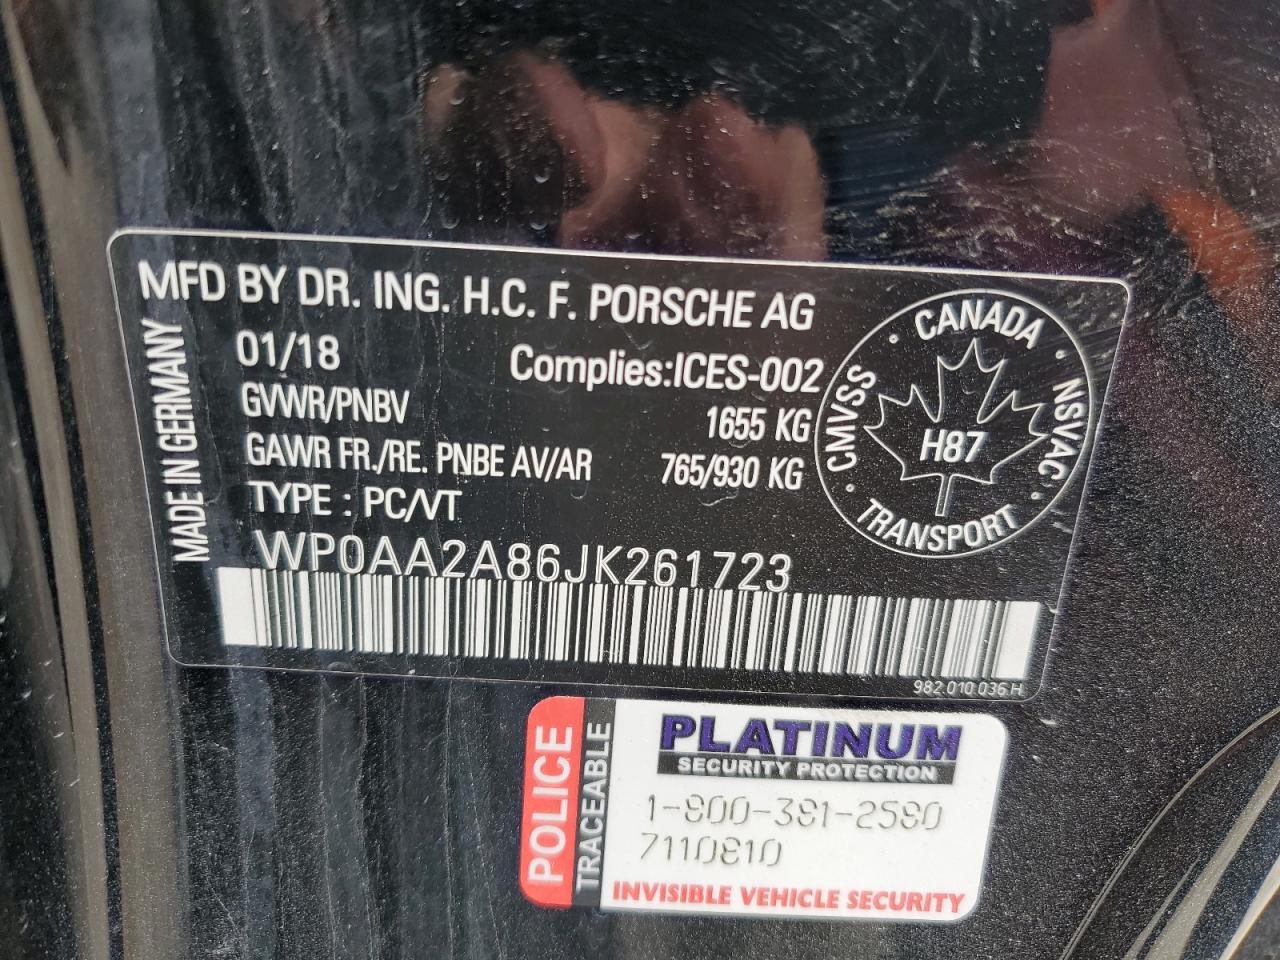 MFD BY DR. ING. H.C. F. PORSCHE AG
MADE IN GERMANY
01/18 Complies:ICES-002
GVWR/PNBV 1655 KG
GAWR FR./RE. PNBE AV/AR 765/930 KG
TYPE : PC/VT
WP0AA2A86JK261723
982.010.036.H
CANADA
CMVSS
NSVAC
H87
TRANSPORT
POLICE
TRACEABLE
PLATINUM
SECURITY PROTECTION
1-800-381-2580
7110810
INVISIBLE VEHICLE SECURITY